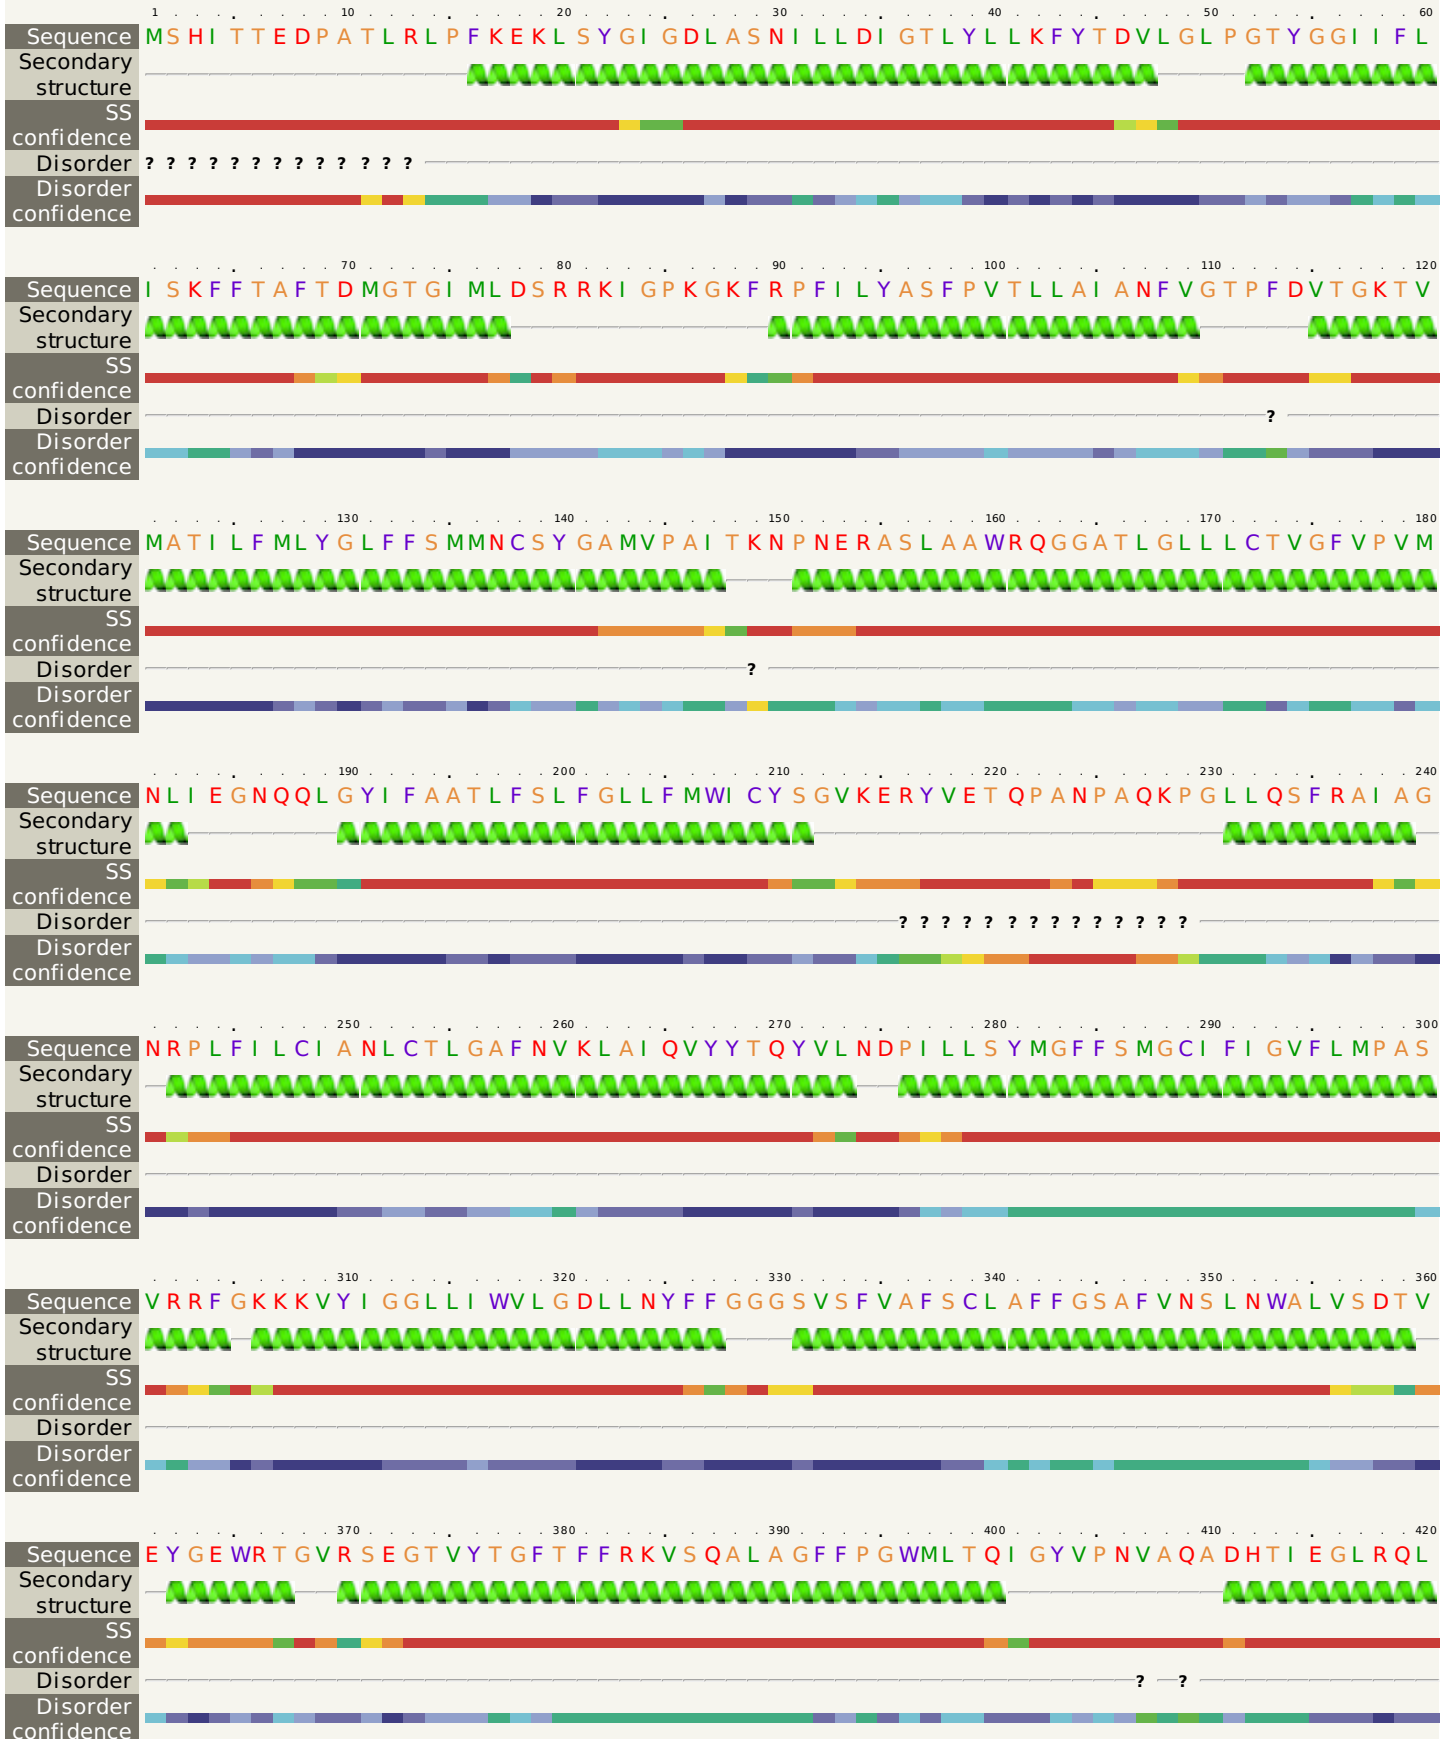 1 . . . . . . . . 10 . . . . . . . . . 20 . . . . . . . . . 30 . . . . . . . . . 40 . . . . . . . . . 50 . . . . . . . . . 60
Sequence MSHITTEDPATLRLPFKEKLSYGIGDLASNILLDIGTLYLLKFYTDVLGLPGTYGGIIFL
Secondary
structure
SS
confidence
Disorder ? ? ? ? ? ? ? ? ? ? ? ? ?
Disorder
confidence
. . . . . . . . . 70 . . . . . . . . . 80 . . . . . . . . . 90 . . . . . . . . . 100 . . . . . . . . . 110 . . . . . . . . . 120
Sequence ISKFFTAFTDMGTGIMLDSRRKIGPKGKFRPFILYASFPVTLLAIANFVGTPFDVTGKTV
Secondary
structure
SS
confidence
Disorder ?
Disorder
confidence
. . . . . . . . . 130 . . . . . . . . . 140 . . . . . . . . . 150 . . . . . . . . . 160 . . . . . . . . . 170 . . . . . . . . . 180
Sequence MATILFMLYGLFFSMMNCSYGAMVPAITKNPNERASLAAWRQGGATLGLLLCTVGFVPVM
Secondary
structure
SS
confidence
Disorder ?
Disorder
confidence
. . . . . . . . . 190 . . . . . . . . . 200 . . . . . . . . . 210 . . . . . . . . . 220 . . . . . . . . . 230 . . . . . . . . . 240
Sequence NLIEGNQQLGYIFAATLFSLFGLLFMWICYSGVKERYVETQPANPAQKPGLLQSFRAIAG
Secondary
structure
SS
confidence
Disorder ? ? ? ? ? ? ? ? ? ? ? ? ? ?
Disorder
confidence
. . . . . . . . . 250 . . . . . . . . . 260 . . . . . . . . . 270 . . . . . . . . . 280 . . . . . . . . . 290 . . . . . . . . . 300
Sequence NRPLFILCIANLCTLGAFNVKLAIQVYYTQYVLNDPILLSYMGFFSMGCIFIGVFLMPAS
Secondary
structure
SS
confidence
Disorder
Disorder
confidence
. . . . . . . . . 310 . . . . . . . . . 320 . . . . . . . . . 330 . . . . . . . . . 340 . . . . . . . . . 350 . . . . . . . . . 360
Sequence VRRFGKKKVYIGGLLIWVLGDLLNYFFGGGSVSFVAFSCLAFFGSAFVNSLNWALVSDTV
Secondary
structure
SS
confidence
Disorder
Disorder
confidence
. . . . . . . . . 370 . . . . . . . . . 380 . . . . . . . . . 390 . . . . . . . . . 400 . . . . . . . . . 410 . . . . . . . . . 420
Sequence EYGEWRTGVRSEGTVYTGFTFFRKVSQALAGFFPGWMLTQIGYVPNVAQADHTIEGLRQL
Secondary
structure
SS
confidence
Disorder ? ?
Disorder
confidence